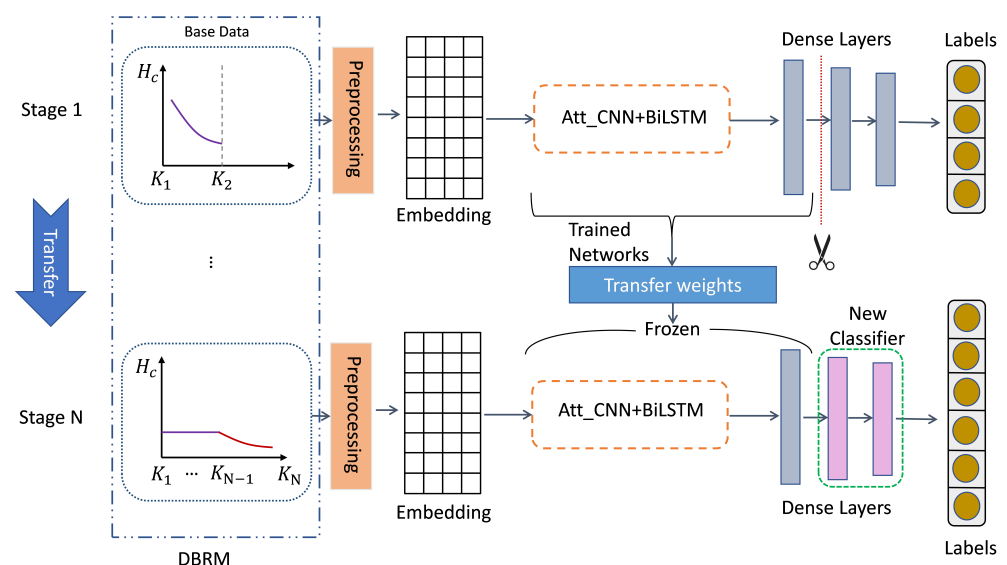 Base Data
Dense Layers
Labels
Stage 1
H_c
K_1
K_2
Preprocessing
Embedding
Att_CNN+BiLSTM
Transfer
⋮
Trained
Networks
Transfer weights
Frozen
New
Classifier
Stage N
H_c
K_1 ... K_{N−1} K_N
Preprocessing
Embedding
Att_CNN+BiLSTM
Dense Layers
Labels
DBRM